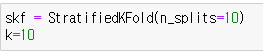 skf = StratifiedKFold(n_splits=10)
k=10